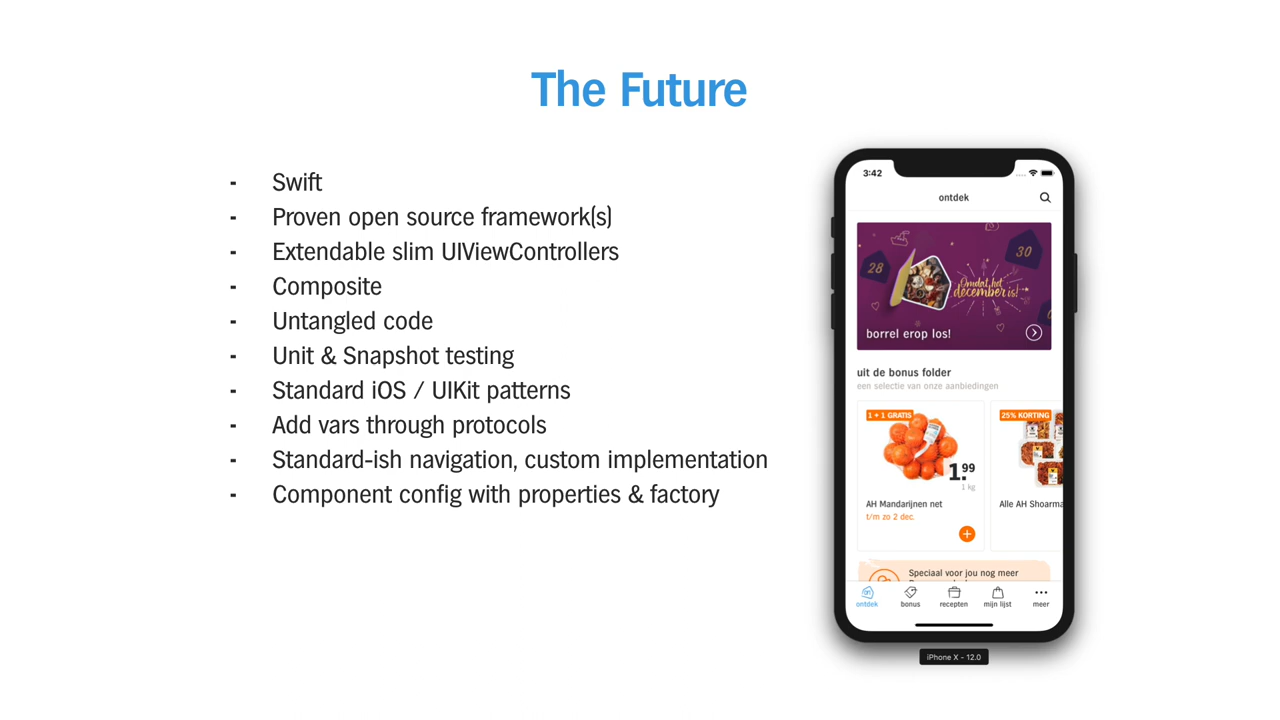 The Future
- Swift
- Proven open source framework(s)
- Extendable slim UIViewControllers
- Composite
- Untangled code
- Unit & Snapshot testing
- Standard iOS / UIKit patterns
- Add vars through protocols
- Standard-ish navigation, custom implementation
- Component config with properties & factory
3:42
ontdek
28
30
Omdat het
december is!
borrel erop los!
uit de bonus folder
een selectie van onze aanbiedingen
1 + 1 GRATIS
25% KORTING
1.99
1 kg
AH Mandarijnen net
Alle AH Shoarma
t/m zo 2 dec.
Speciaal voor jou nog meer
ontdek
bonus
recepten
mijn lijst
meer
iPhone X - 12.0